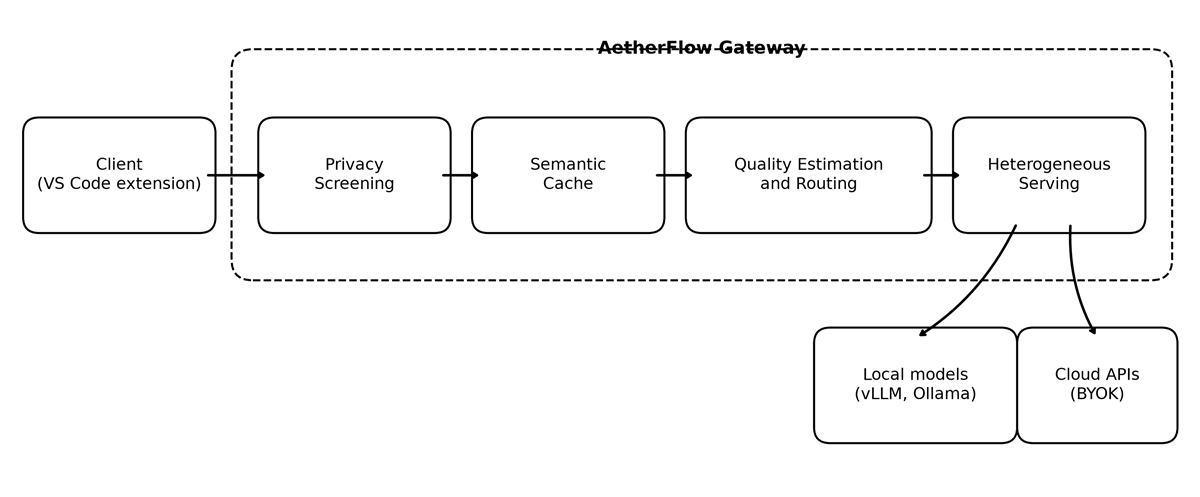 AetherFlow Gateway
Client
(VS Code extension)
Privacy
Screening
Semantic
Cache
Quality Estimation
and Routing
Heterogeneous
Serving
Local models
(vLLM, Ollama)
Cloud APIs
(BYOK)